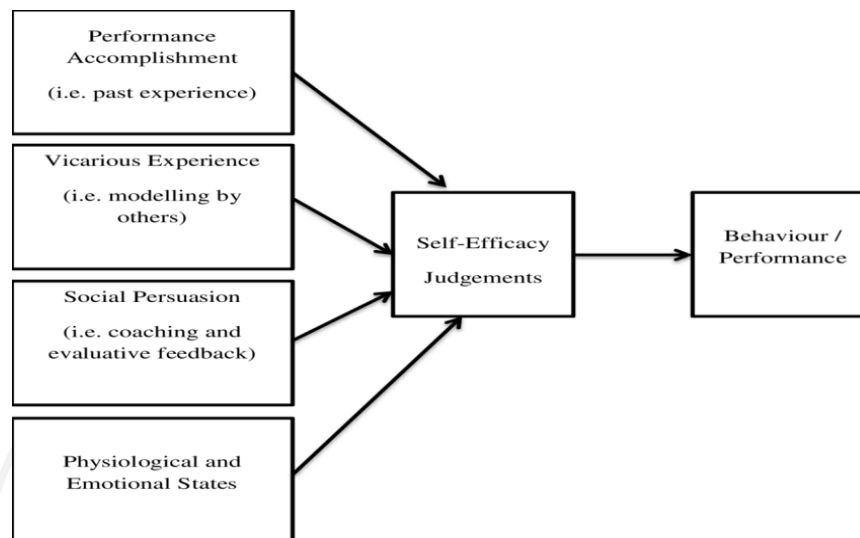 Performance
Accomplishment
(i.e. past experience)
Vicarious Experience
(i.e. modelling by
others)
Social Persuasion
(i.e. coaching and
evaluative feedback)
Physiological and
Emotional States
Self-Efficacy
Judgements
Behaviour /
Performance